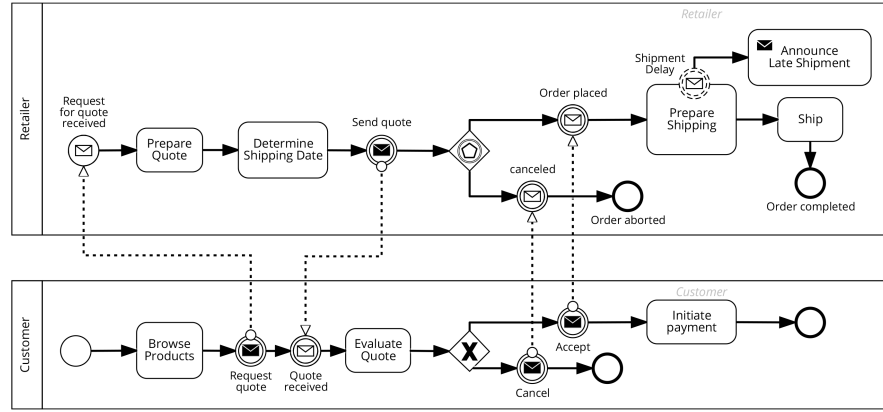 Retailer
Retailer
Request
for quote
received
Prepare
Quote
Determine
Shipping Date
Send quote
Order placed
canceled
Order aborted
Shipment
Delay
Prepare
Shipping
Announce
Late Shipment
Ship
Order completed
Customer
Customer
Browse
Products
Request
quote
Quote
received
Evaluate
Quote
Accept
Cancel
Initiate
payment